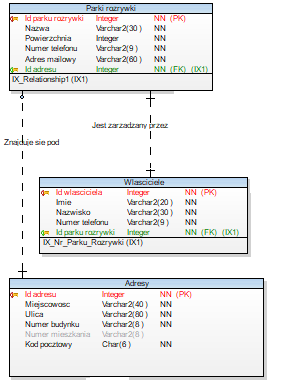 Parki rozrywki
Id parku rozrywki Integer NN (PK)
Nazwa Varchar2(30 ) NN
Powierzchnia Integer NN
Numer telefonu Varchar2(9 ) NN
Adres mailowy Varchar2(60 ) NN
Id adresu Integer NN (FK) (IX1)
IX_Relationship1 (IX1)
Jest zarzadzany przez
Znajduje sie pod
Wlasciciele
Id wlasciciela Integer NN (PK)
Imie Varchar2(20 ) NN
Nazwisko Varchar2(30 ) NN
Numer telefonu Varchar2(9 ) NN
Id parku rozrywki Integer NN (FK) (IX1)
IX_Nr_Parku_Rozrywki (IX1)
Adresy
Id adresu Integer NN (PK)
Miejscowosc Varchar2(40 ) NN
Ulica Varchar2(80 ) NN
Numer budynku Varchar2(8 ) NN
Numer mieszkania Varchar2(8 )
Kod pocztowy Char(6 ) NN